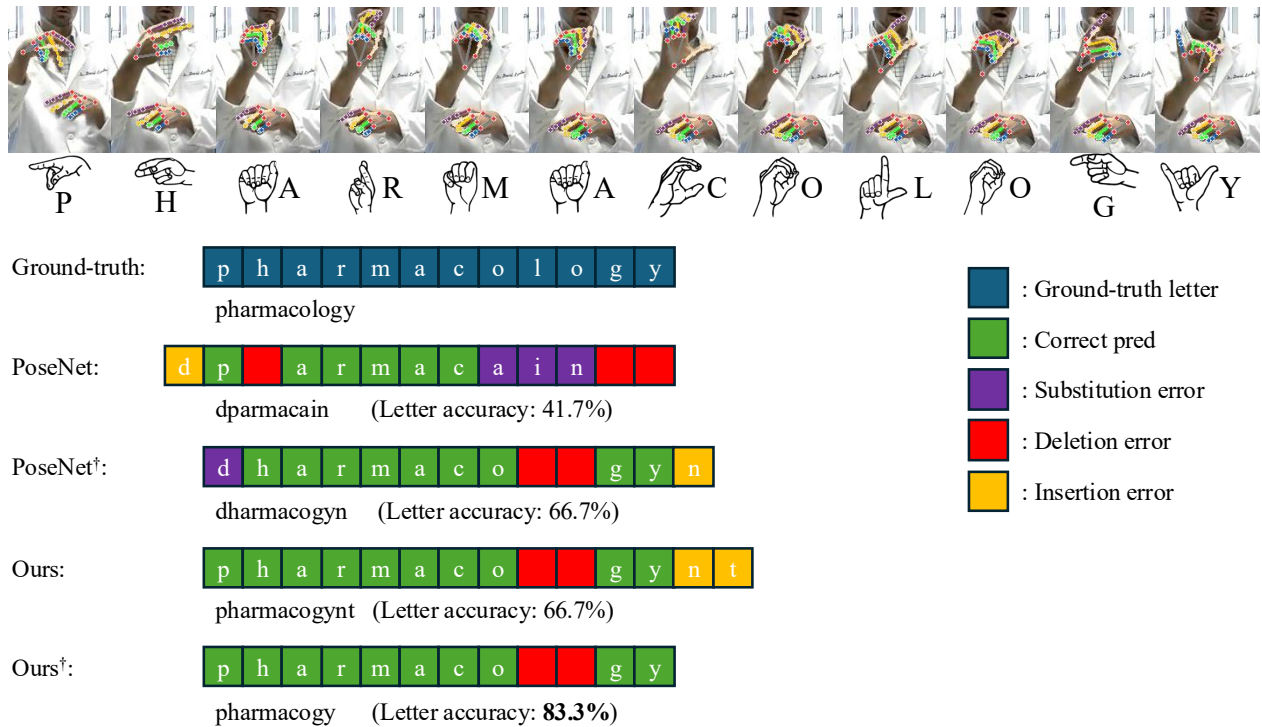 P H A R M A C O L O G Y
Ground-truth: p h a r m a c o l o g y
pharmacology
PoseNet: d p a r m a c a i n
dparmacain (Letter accuracy: 41.7%)
PoseNet†: d h a r m a c o g y n
dharmacogyn (Letter accuracy: 66.7%)
Ours: p h a r m a c o g y n t
pharmacogynt (Letter accuracy: 66.7%)
Ours†: p h a r m a c o g y
pharmacogy (Letter accuracy: 83.3%)
: Ground-truth letter
: Correct pred
: Substitution error
: Deletion error
: Insertion error